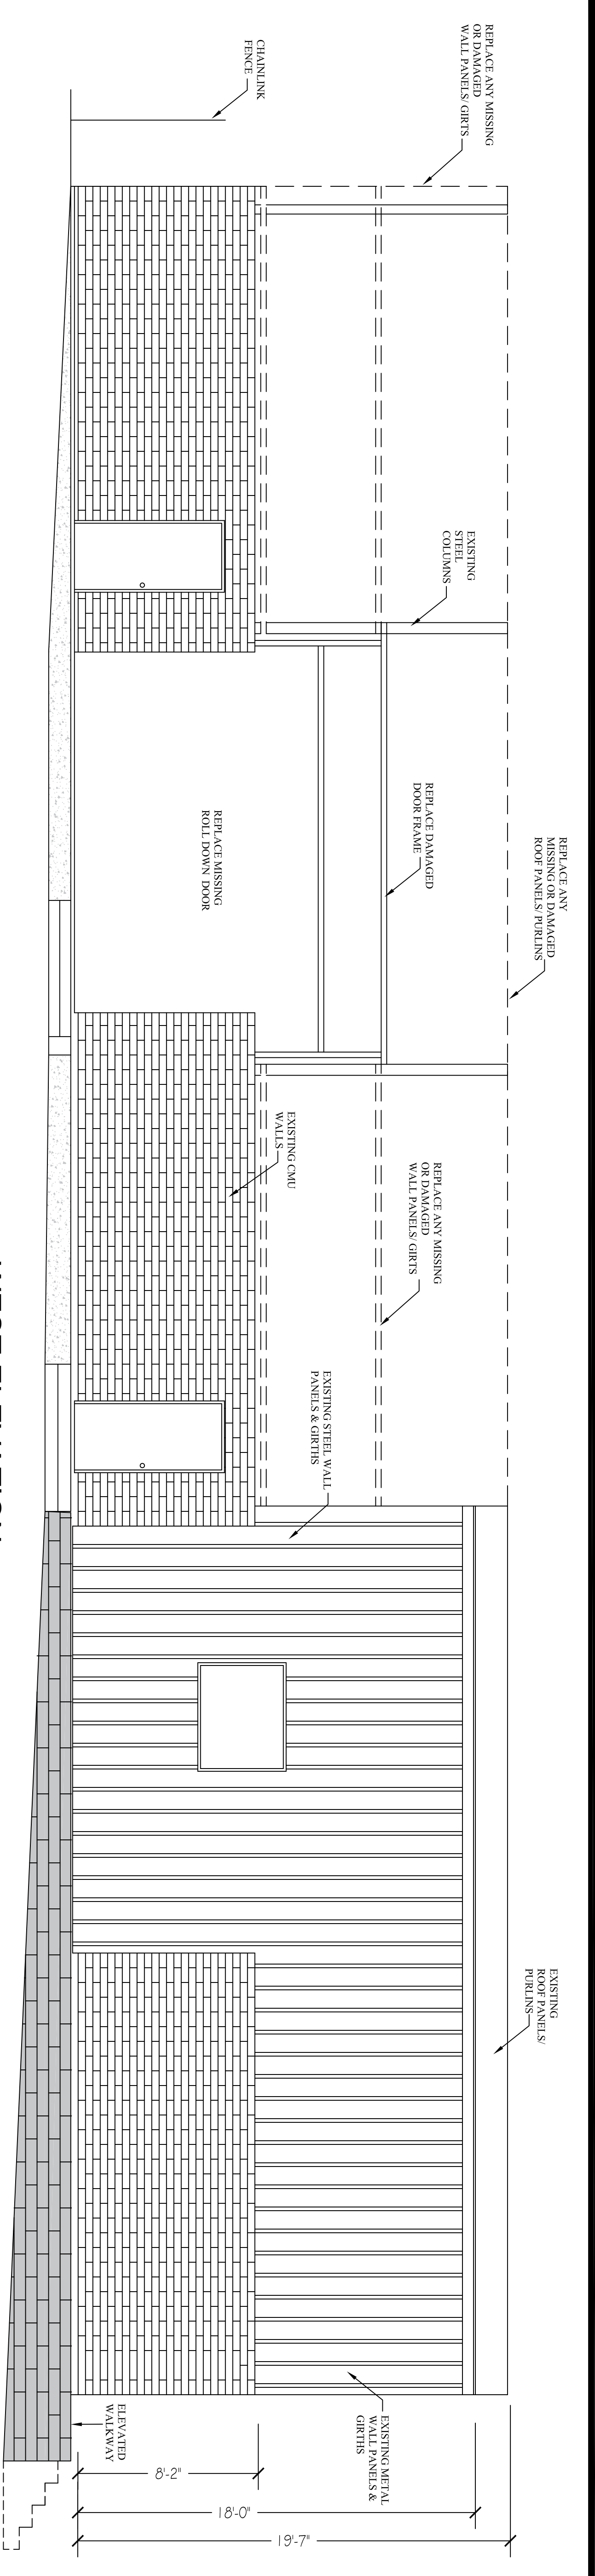 REPLACE ANY MISSING
OR DAMAGED
WALL PANELS/ GIRTS
CHAINLINK
FENCE
EXISTING
STEEL
COLUMNS
REPLACE ANY
MISSING OR DAMAGED
ROOF PANELS/ PURLINS
REPLACE DAMAGED
DOOR FRAME
REPLACE MISSING
ROLL DOWN DOOR
REPLACE ANY MISSING
OR DAMAGED
WALL PANELS/ GIRTS
EXISTING CMU
WALLS
EXISTING STEEL WALL
PANELS & GIRTHS
EXISTING
ROOF PANELS/
PURLINS
EXISTING METAL
WALL PANELS &
GIRTHS
ELEVATED
WALKWAY
8'-2"
18'-0"
19'-7"